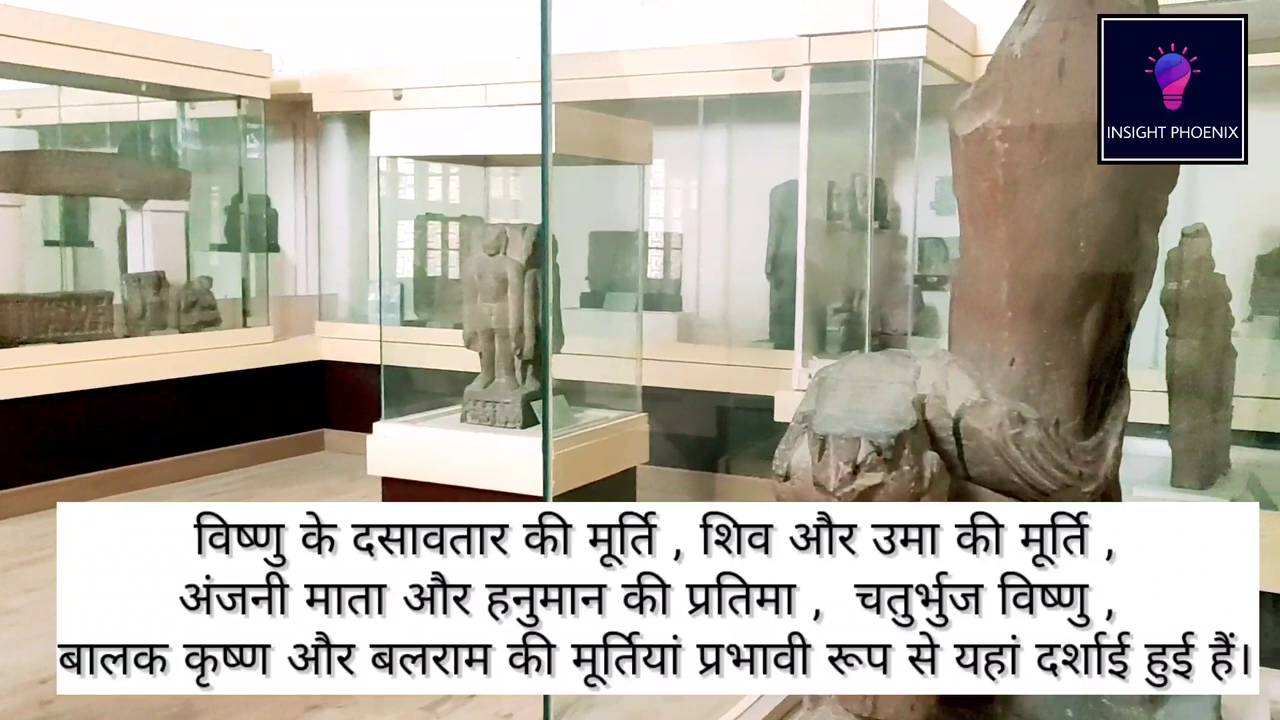 INSIGHT PHOENIX
विष्णु के दसावतार की मूर्ति , शिव और उमा की मूर्ति ,
अंजनी माता और हनुमान की प्रतिमा , चतुर्भुज विष्णु ,
बालक कृष्ण और बलराम की मूर्तियां प्रभावी रूप से यहां दर्शाई हुई हैं।